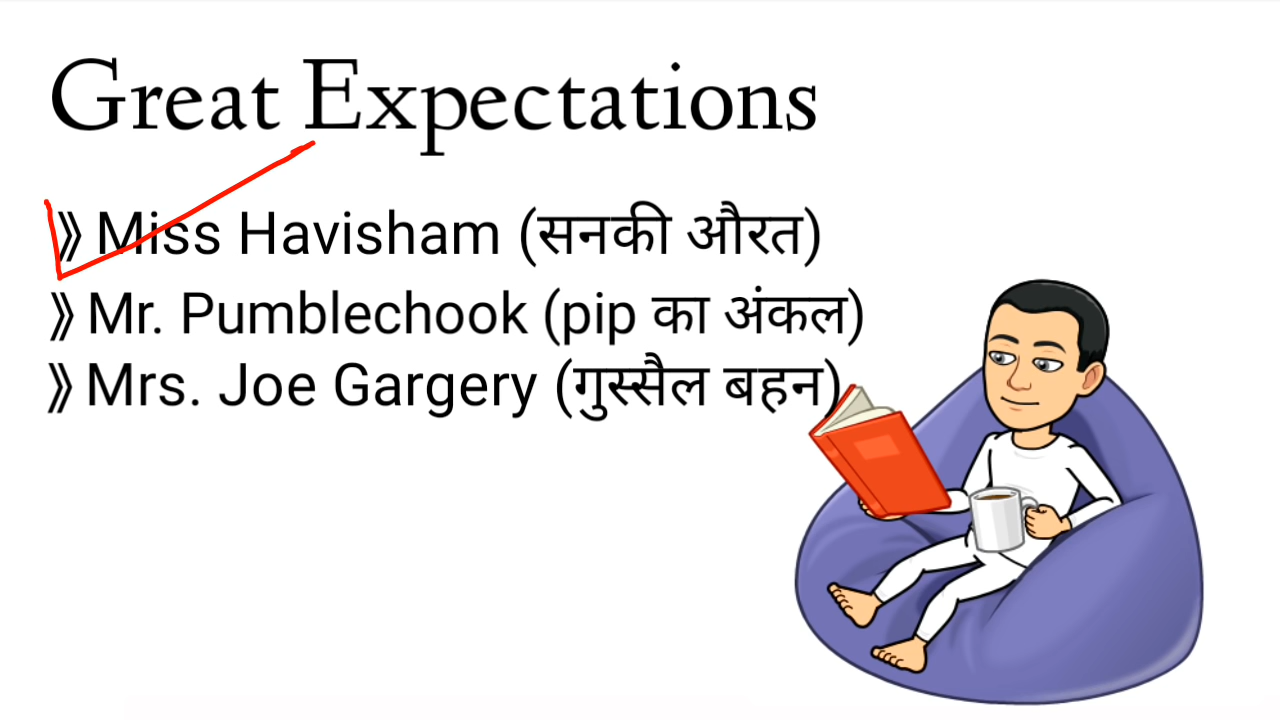 Great Expectations
》Miss Havisham (सनकी औरत)
》Mr. Pumblechook (pip का अंकल)
》Mrs. Joe Gargery (गुस्सैल बहन)